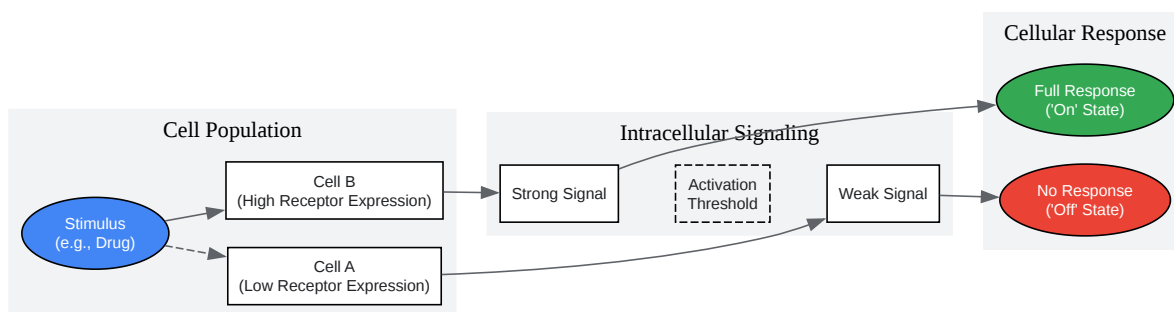 Cellular Response
Full Response
('On' State)
Cell Population
Intracellular Signaling
Cell B
(High Receptor Expression)
Strong Signal
Activation
Threshold
Weak Signal
No Response
('Off' State)
Stimulus
(e.g., Drug)
Cell A
(Low Receptor Expression)